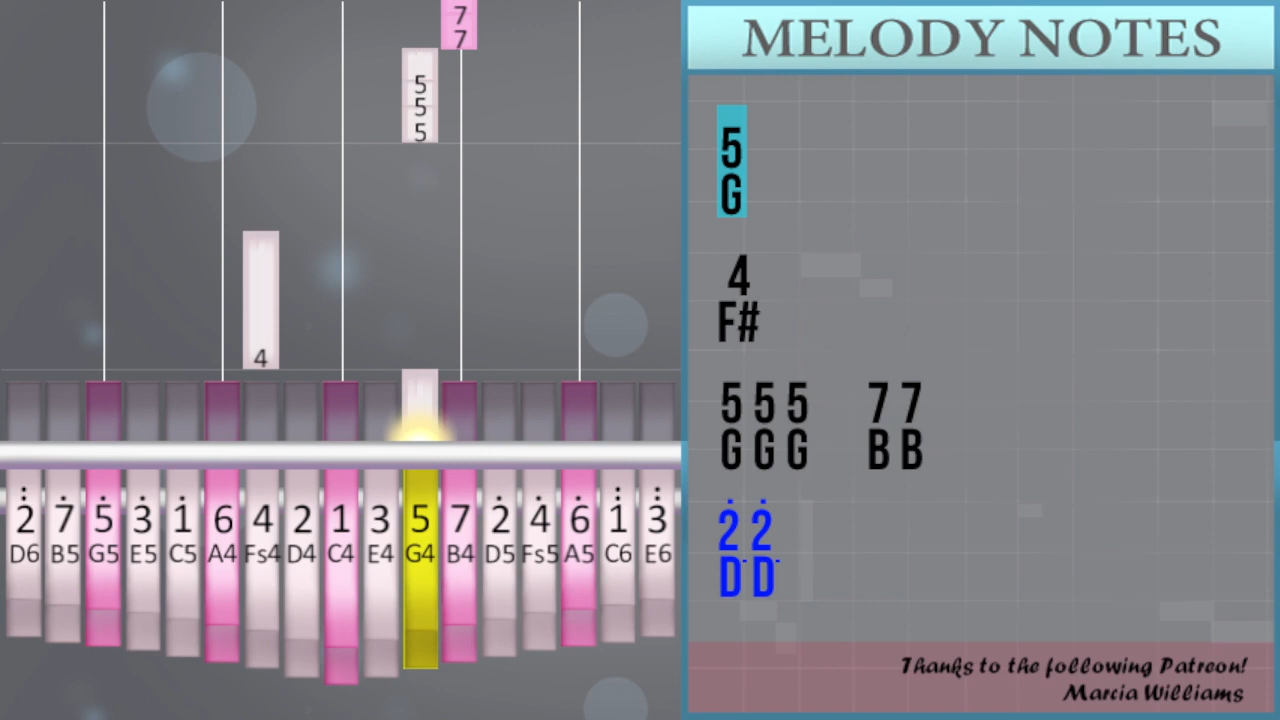 7
7
5
5
5
4
2̇̇ 7̇ 5̇ 3̇ 1̇ 6 4 2 1 3 5 7 2̇ 4̇ 6̇ 1̇̇ 3̇̇
D6 B5 G5 E5 C5 A4 Fs4 D4 C4 E4 G4 B4 D5 Fs5 A5 C6 E6
MELODY NOTES
5
G
4
F#
5 5 5 7 7
G G G B B
2̇ 2̇
D˙ D˙
Thanks to the following Patreon!
Marcia Williams